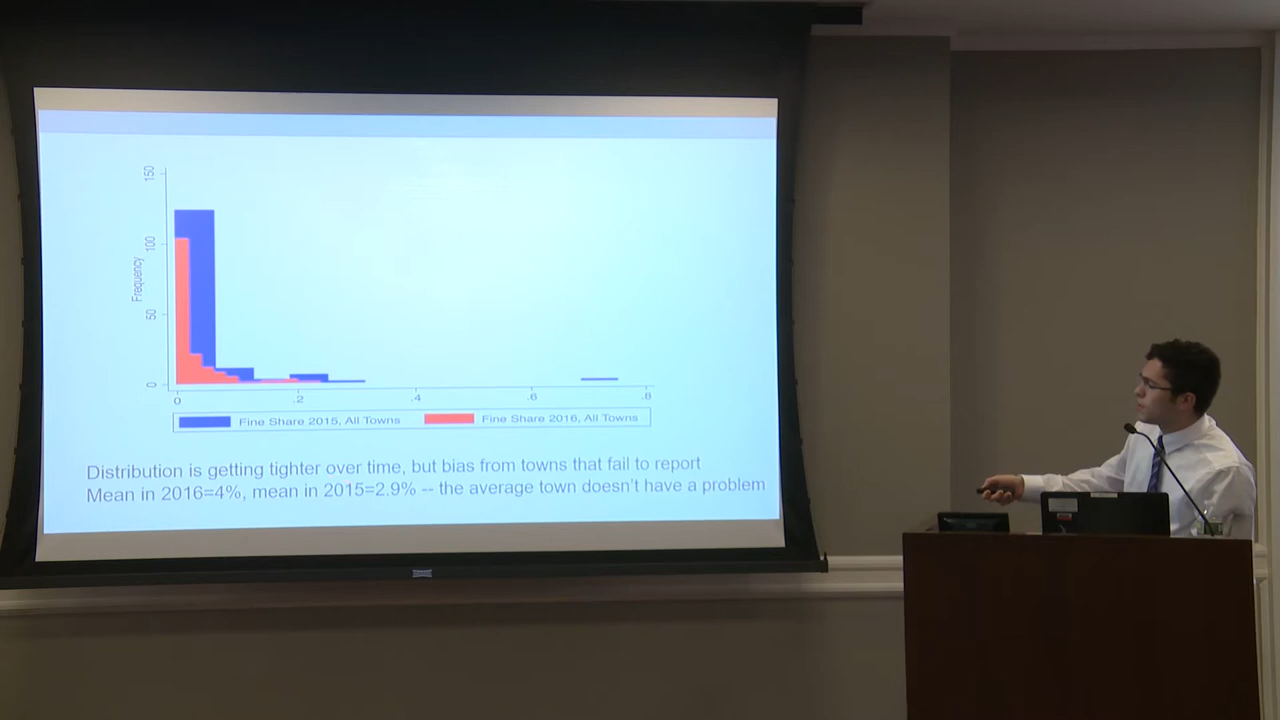 150
100
50
0
Frequency
0 .2 .4 .6 .8
Fine Share 2015, All Towns Fine Share 2016, All Towns
Distribution is getting tighter over time, but bias from towns that fail to report
Mean in 2016=4%, mean in 2015=2.9% -- the average town doesn't have a problem